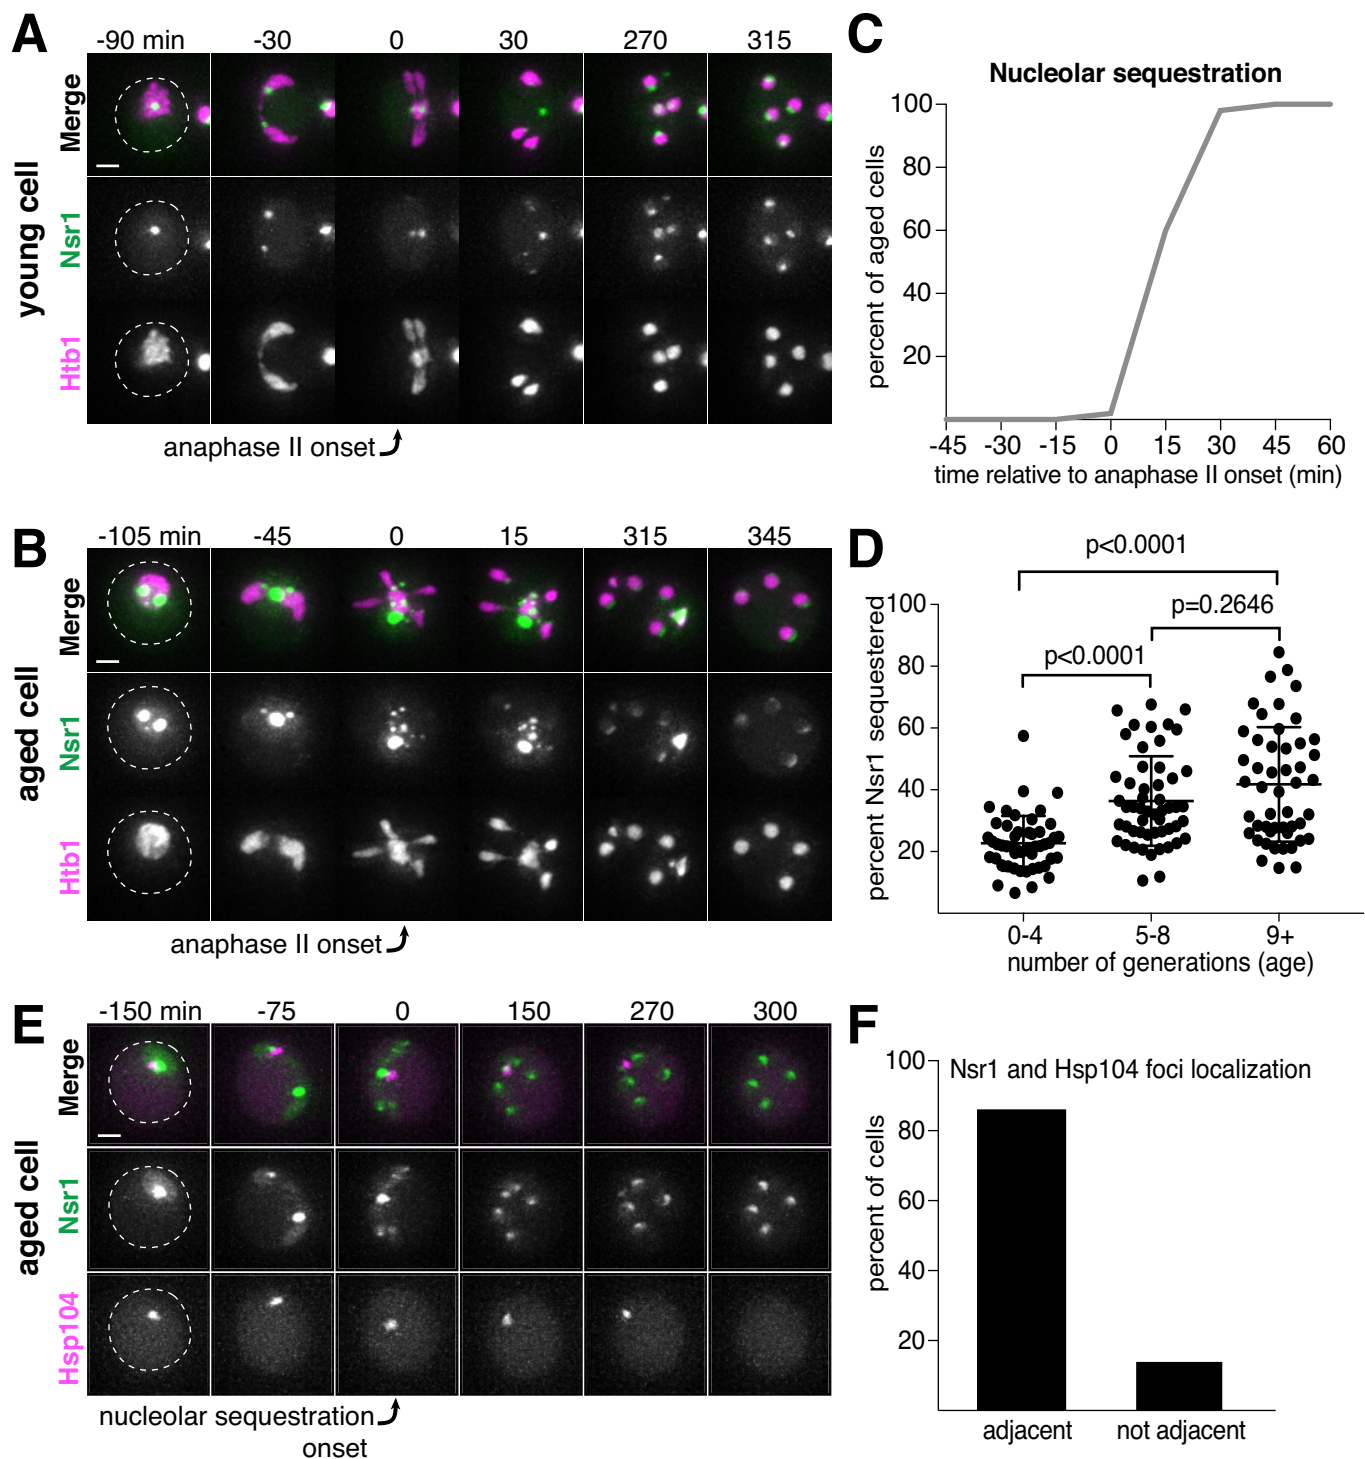 A
-90 min -30 0 30 270 315
young cell
Merge
Nsr1
Htb1
anaphase II onset
B
-105 min -45 0 15 315 345
aged cell
Merge
Nsr1
Htb1
anaphase II onset
C
Nucleolar sequestration
percent of aged cells
100
80
60
40
20
-45 -30 -15 0 15 30 45 60
time relative to anaphase II onset (min)
D
p<0.0001
p=0.2646
p<0.0001
percent Nsr1 sequestered
100
80
60
40
20
0-4 5-8 9+
number of generations (age)
E
-150 min -75 0 150 270 300
aged cell
Merge
Nsr1
Hsp104
nucleolar sequestration
onset
F
Nsr1 and Hsp104 foci localization
percent of cells
100
80
60
40
20
adjacent not adjacent